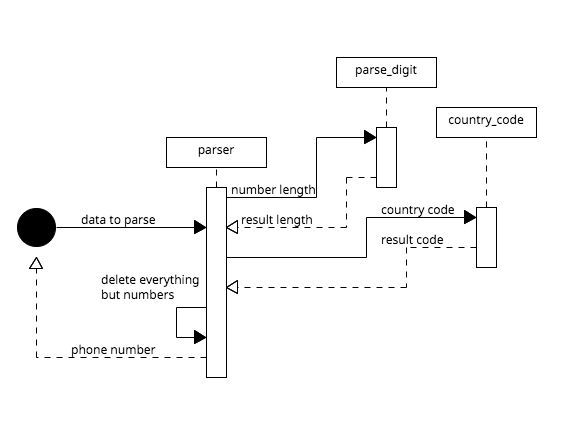 parse_digit
country_code
parser
number length
country code
data to parse
result length
result code
delete everything
but numbers
phone number